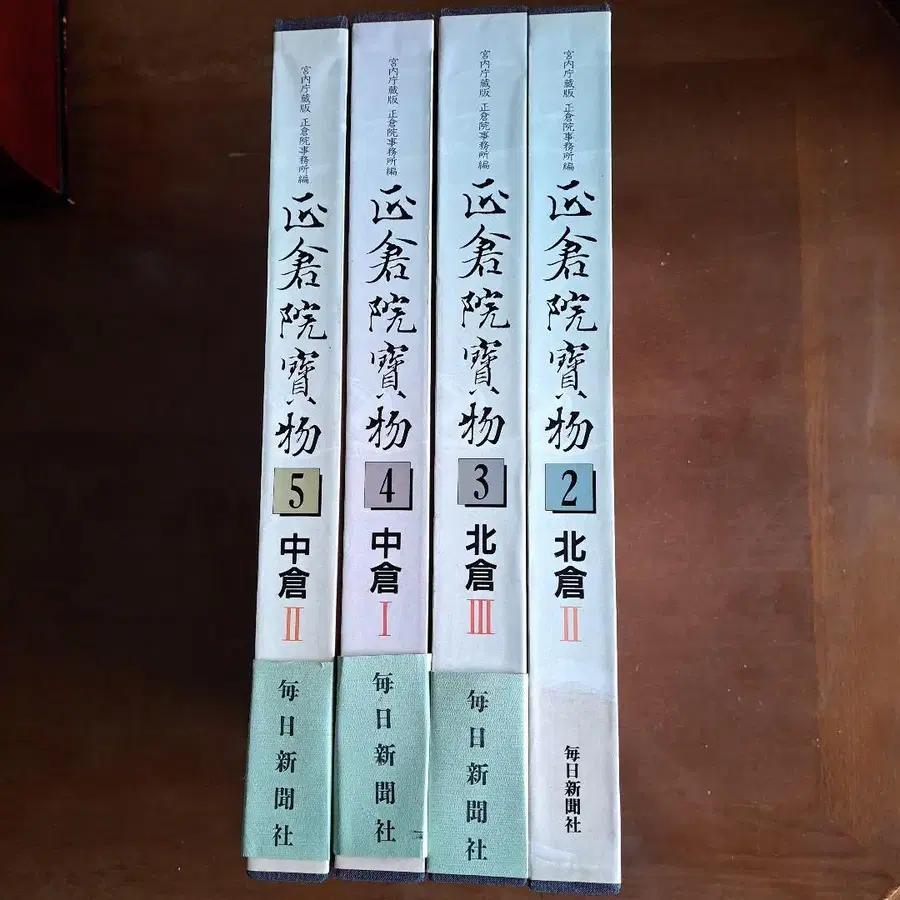 宮内庁蔵版 正倉院事務所編
正倉院寶物
2
北倉
II
毎日新聞社
宮内庁蔵版 正倉院事務所編
正倉院寶物
3
北倉
III
毎日新聞社
宮内庁蔵版 正倉院事務所編
正倉院寶物
4
中倉
I
毎日新聞社
宮内庁蔵版 正倉院事務所編
正倉院寶物
5
中倉
II
毎日新聞社